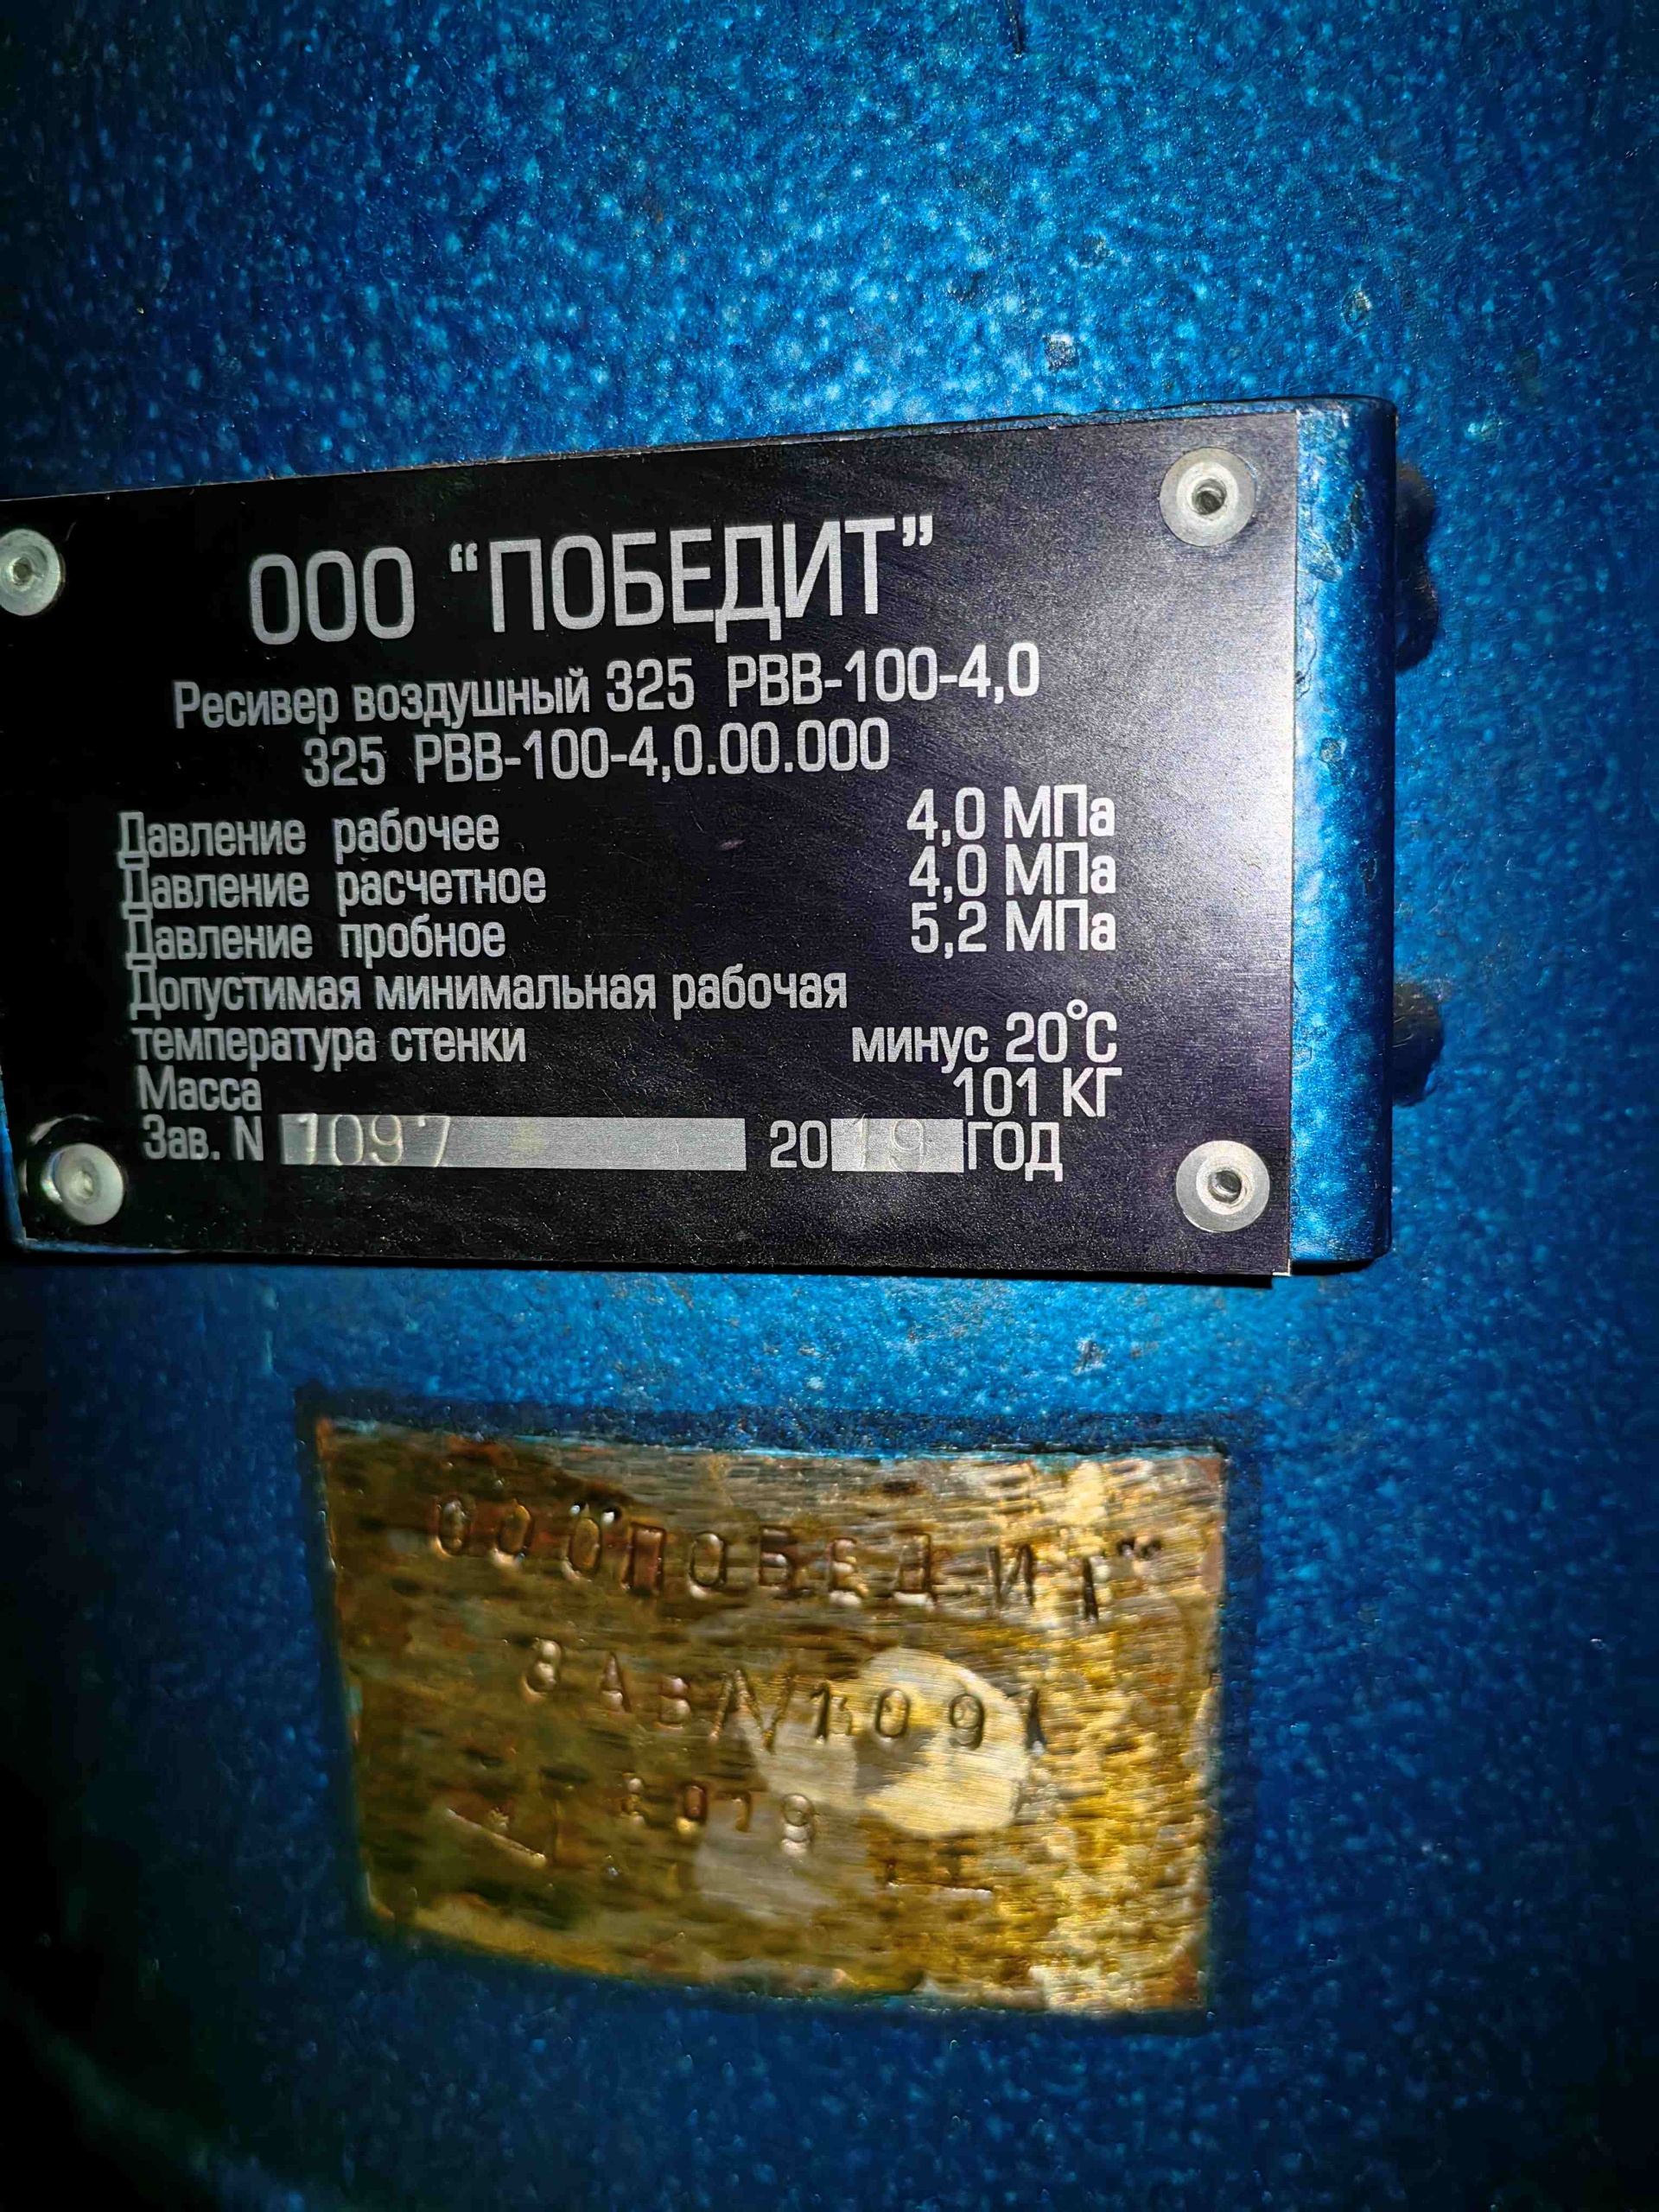 ООО “ПОБЕДИТ”
Ресивер воздушный 325 РВВ-100-4,0
325 РВВ-100-4,0.00.000
Давление рабочее 4,0 МПа
Давление расчетное 4,0 МПа
Давление пробное 5,2 МПа
Допустимая минимальная рабочая
температура стенки минус 20°С
Масса 101 КГ
Зав. N 1097 2019 ГОД
ООО "ПОБЕДИТ"
ЗАВ 1097
2019